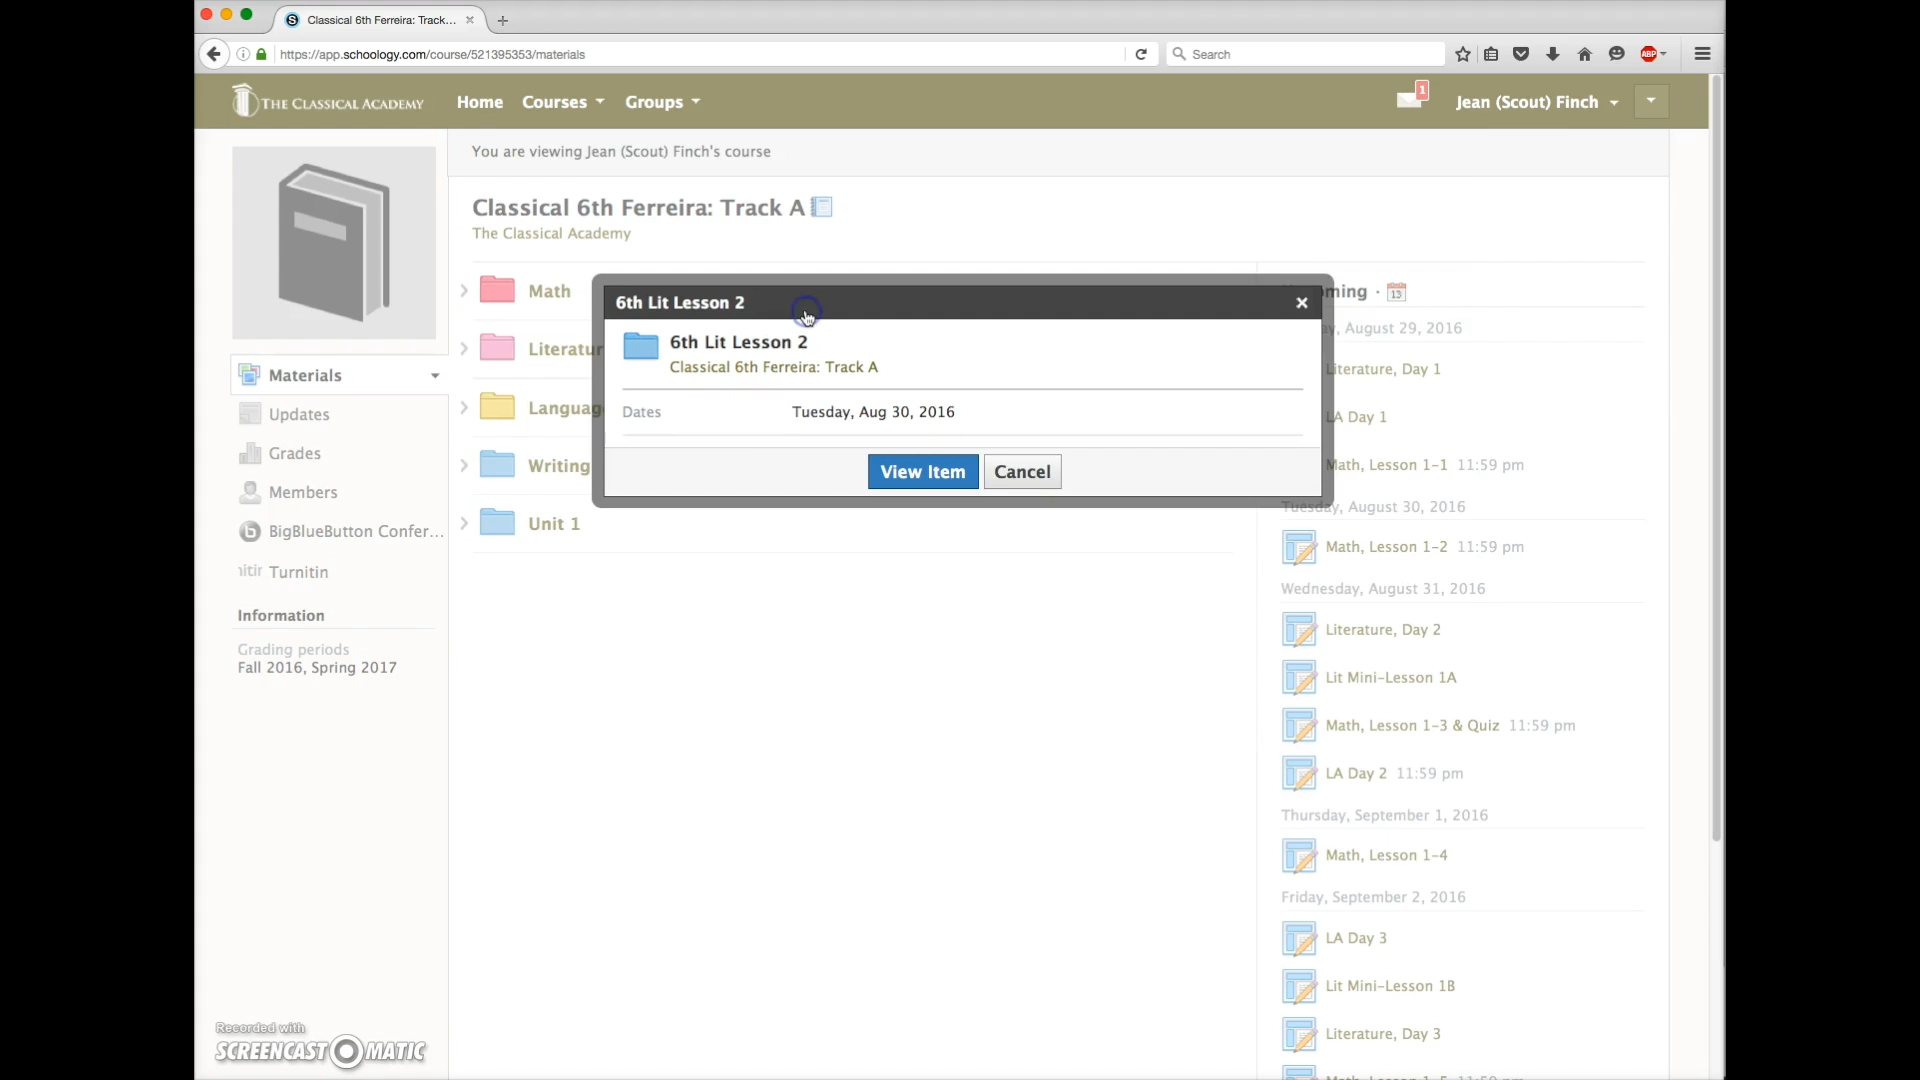 Classical 6th Ferreira: Track...
https://app.schoology.com/course/521395353/materials
Search
ABP
THE CLASSICAL ACADEMY
Home
Courses
Groups
1
Jean (Scout) Finch
You are viewing Jean (Scout) Finch's course
Classical 6th Ferreira: Track A
The Classical Academy
Materials
Updates
Grades
Members
BigBlueButton Confer...
Turnitin
Information
Grading periods
Fall 2016, Spring 2017
Math
Literatur
Languag
Writing
Unit 1
6th Lit Lesson 2
6th Lit Lesson 2
Classical 6th Ferreira: Track A
Dates
Tuesday, Aug 30, 2016
View Item
Cancel
ming · 13
ay, August 29, 2016
iterature, Day 1
LA Day 1
Math, Lesson 1-1 11:59 pm
Tuesday, August 30, 2016
Math, Lesson 1-2 11:59 pm
Wednesday, August 31, 2016
Literature, Day 2
Lit Mini-Lesson 1A
Math, Lesson 1-3 & Quiz 11:59 pm
LA Day 2 11:59 pm
Thursday, September 1, 2016
Math, Lesson 1-4
Friday, September 2, 2016
LA Day 3
Lit Mini-Lesson 1B
Literature, Day 3
Recorded with
SCREENCAST-O-MATIC